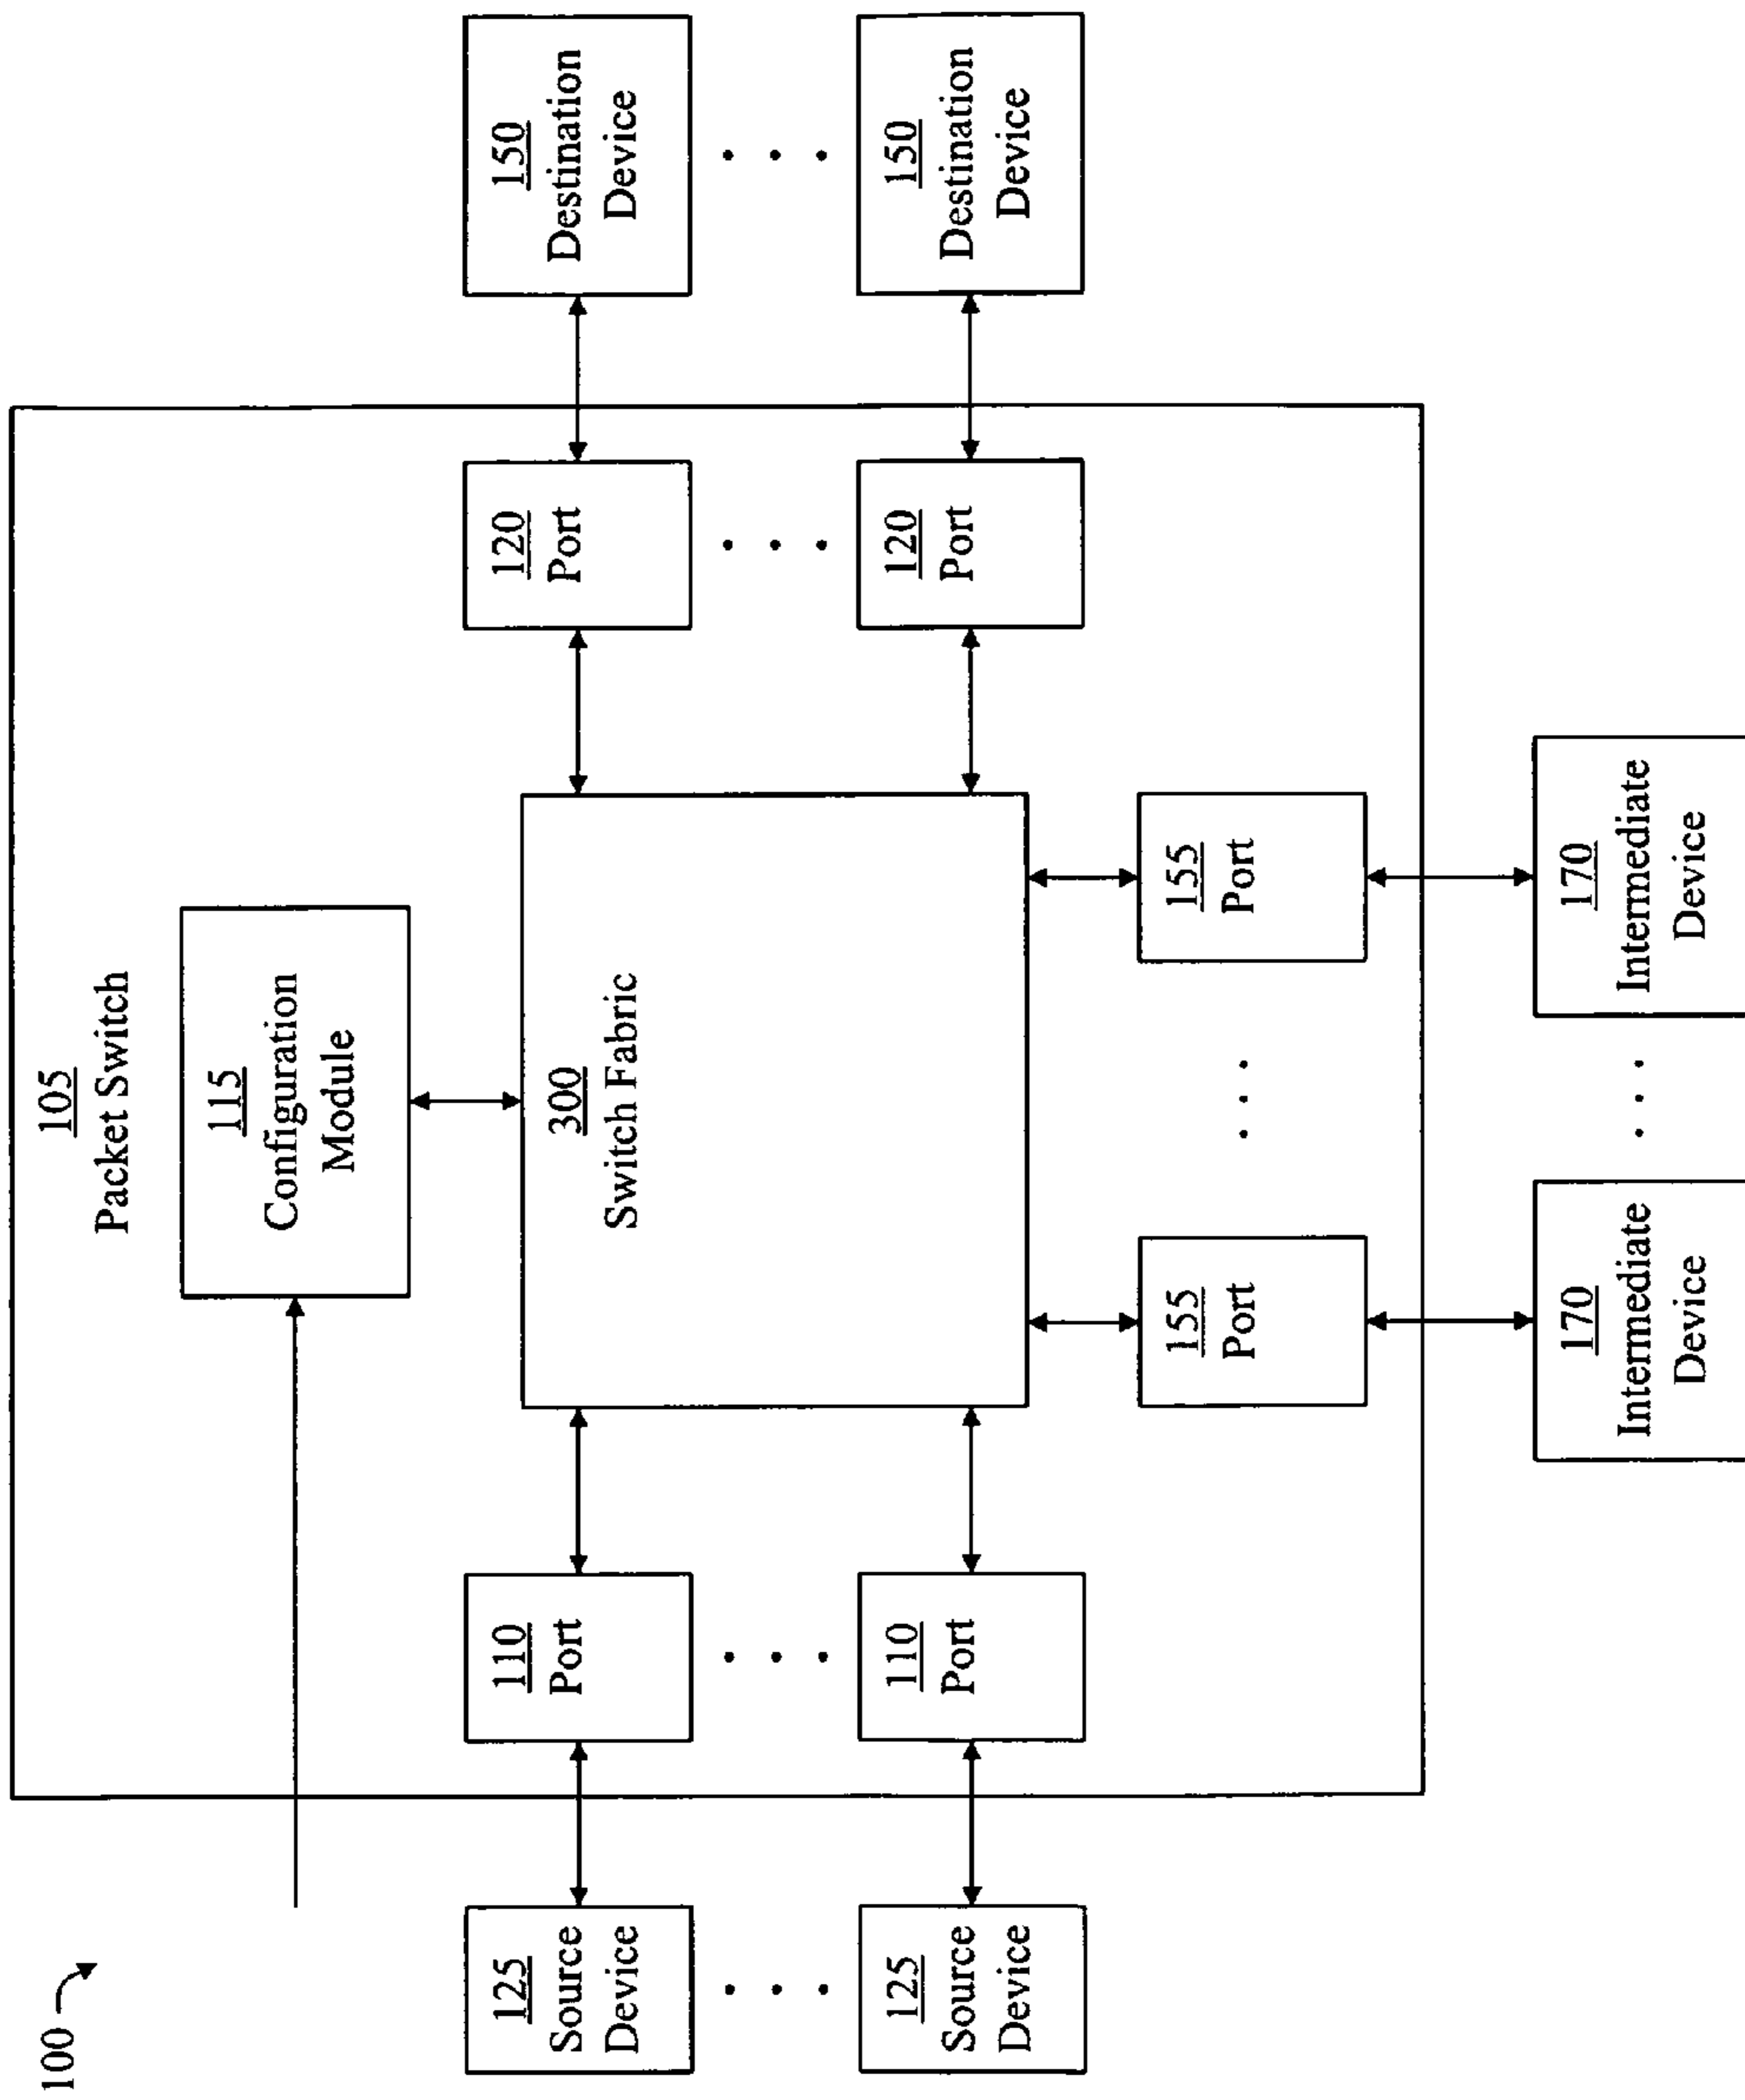 100
105
Packet Switch
115
Configuration
Module
125
Source
Device
110
Port
300
Switch Fabric
120
Port
150
Destination
Device
. . .
. . .
. . .
. . .
125
Source
Device
110
Port
120
Port
150
Destination
Device
155
Port
. . .
155
Port
170
Intermediate
Device
. . .
170
Intermediate
Device